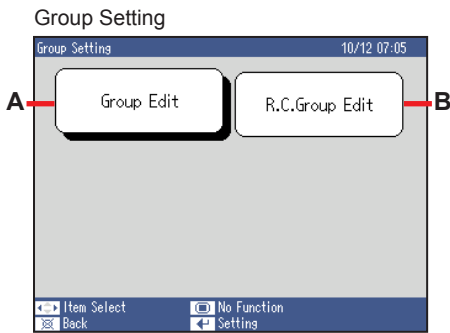 Group Setting
Group Setting 10/12 07:05
A Group Edit R.C.Group Edit B
Item Select No Function
Back Setting